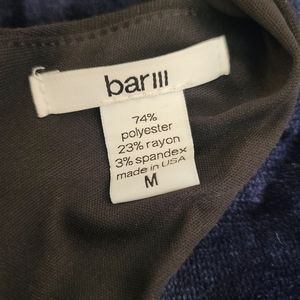 bar III
74%
polyester
23% rayon
3% spandex
made in USA
M